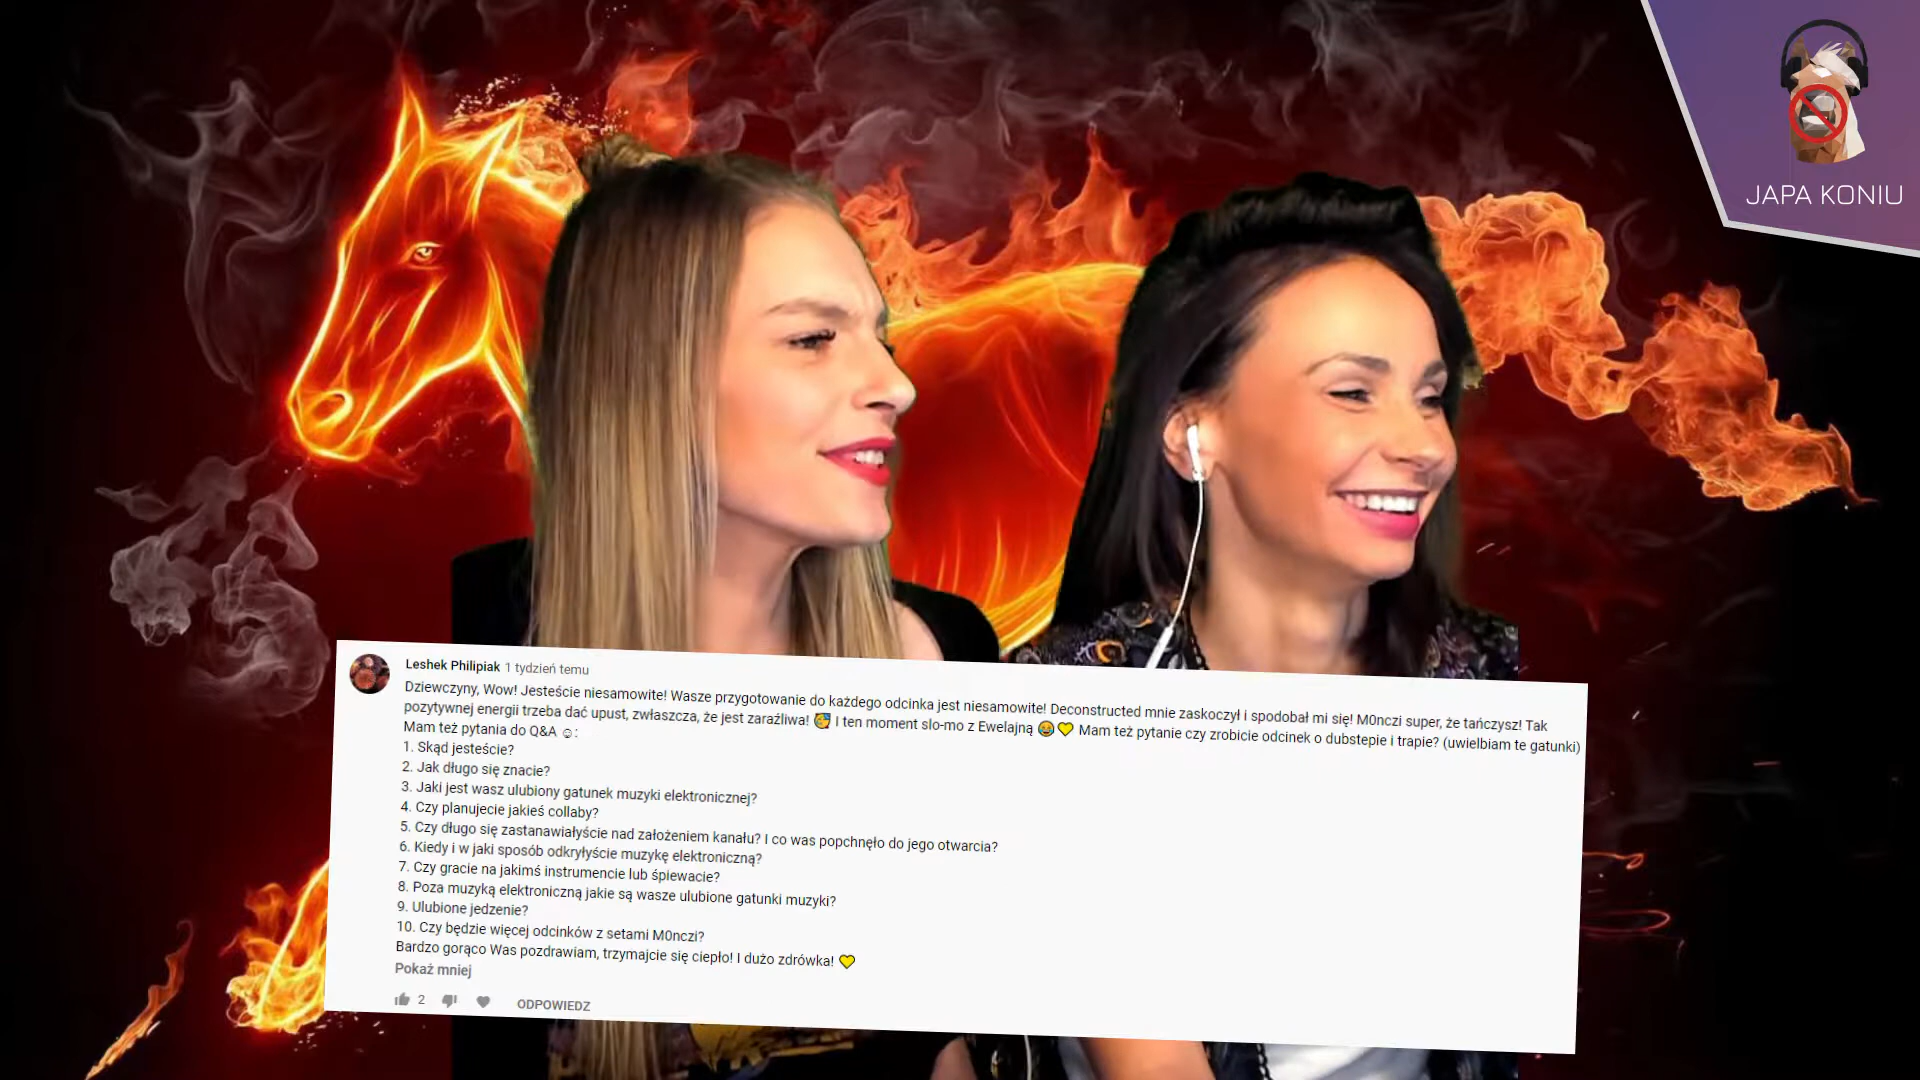 JAPA KONIU
Leshek Philipiak 1 tydzień temu
Dziewczyny, Wow! Jesteście niesamowite! Wasze przygotowanie do każdego odcinka jest niesamowite! Deconstructed mnie zaskoczył i spodobał mi się! M0nczi super, że tańczysz! Tak
pozytywnej energii trzeba dać upust, zwłaszcza, że jest zaraźliwa! 🥳 I ten moment slo-mo z Ewelajną 😂💛 Mam też pytanie czy zrobicie odcinek o dubstepie i trapie? (uwielbiam te gatunki)
Mam też pytania do Q&A ☺:
1. Skąd jesteście?
2. Jak długo się znacie?
3. Jaki jest wasz ulubiony gatunek muzyki elektronicznej?
4. Czy planujecie jakieś collaby?
5. Czy długo się zastanawiałyście nad założeniem kanału? I co was popchnęło do jego otwarcia?
6. Kiedy i w jaki sposób odkryłyście muzykę elektroniczną?
7. Czy gracie na jakimś instrumencie lub śpiewacie?
8. Poza muzyką elektroniczną jakie są wasze ulubione gatunki muzyki?
9. Ulubione jedzenie?
10. Czy będzie więcej odcinków z setami M0nczi?
Bardzo gorąco Was pozdrawiam, trzymajcie się ciepło! I dużo zdrówka! 💛
Pokaż mniej
2 ODPOWIEDZ